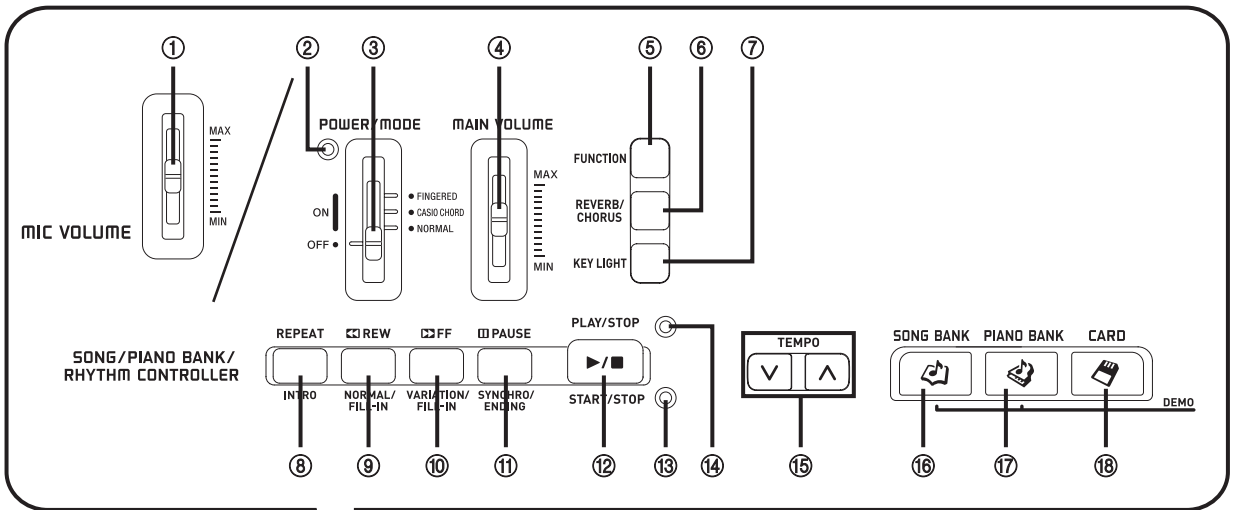 ① ② ③ ④ ⑤ ⑥ ⑦
MIC VOLUME
MAX
MIN
POWER/MODE
ON
OFF •
• FINGERED
• CASIO CHORD
• NORMAL
MAIN VOLUME
MAX
MIN
FUNCTION
REVERB/
CHORUS
KEY LIGHT
SONG/PIANO BANK/
RHYTHM CONTROLLER
REPEAT
REW
FF
PAUSE
PLAY/STOP
INTRO
NORMAL/
FILL-IN
VARIATION/
FILL-IN
SYNCHRO/
ENDING
START/STOP
TEMPO
SONG BANK
PIANO BANK
CARD
DEMO
⑧ ⑨ ⑩ ⑪ ⑫ ⑬ ⑭ ⑮ ⑯ ⑰ ⑱